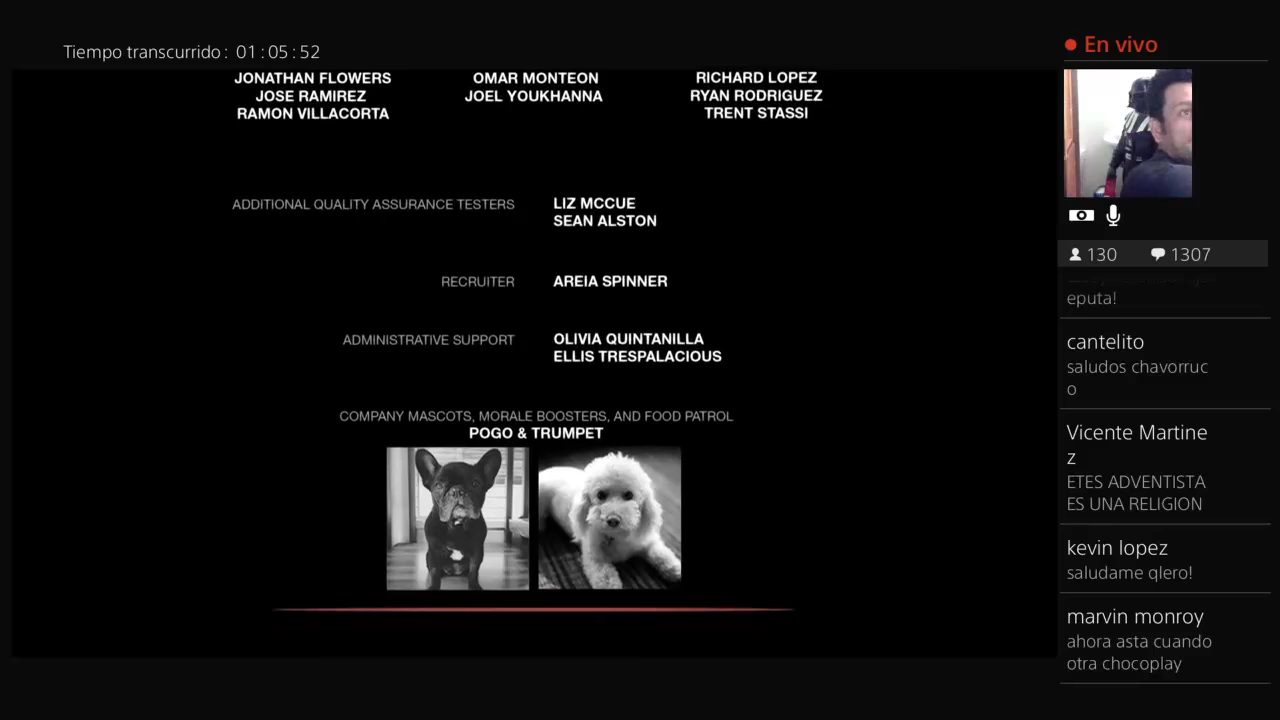 Tiempo transcurrido : 01:05:52
JONATHAN FLOWERS OMAR MONTEON RICHARD LOPEZ
JOSE RAMIREZ JOEL YOUKHANNA RYAN RODRIGUEZ
RAMON VILLACORTA TRENT STASSI
ADDITIONAL QUALITY ASSURANCE TESTERS LIZ MCCUE
SEAN ALSTON
RECRUITER AREIA SPINNER
ADMINISTRATIVE SUPPORT OLIVIA QUINTANILLA
ELLIS TRESPALACIOUS
COMPANY MASCOTS, MORALE BOOSTERS, AND FOOD PATROL
POGO & TRUMPET
En vivo
130 1307
eputa!
cantelito
saludos chavorruc
o
Vicente Martine
z
ETES ADVENTISTA
ES UNA RELIGION
kevin lopez
saludame qlero!
marvin monroy
ahora asta cuando
otra chocoplay